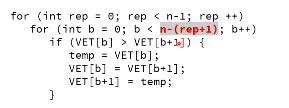 for (int rep = 0; rep < n-1; rep ++)
for (int b = 0; b < n-(rep+1); b++)
if (VET[b] > VET[b+1]) {
temp = VET[b];
VET[b] = VET[b+1];
VET[b+1] = temp;
}